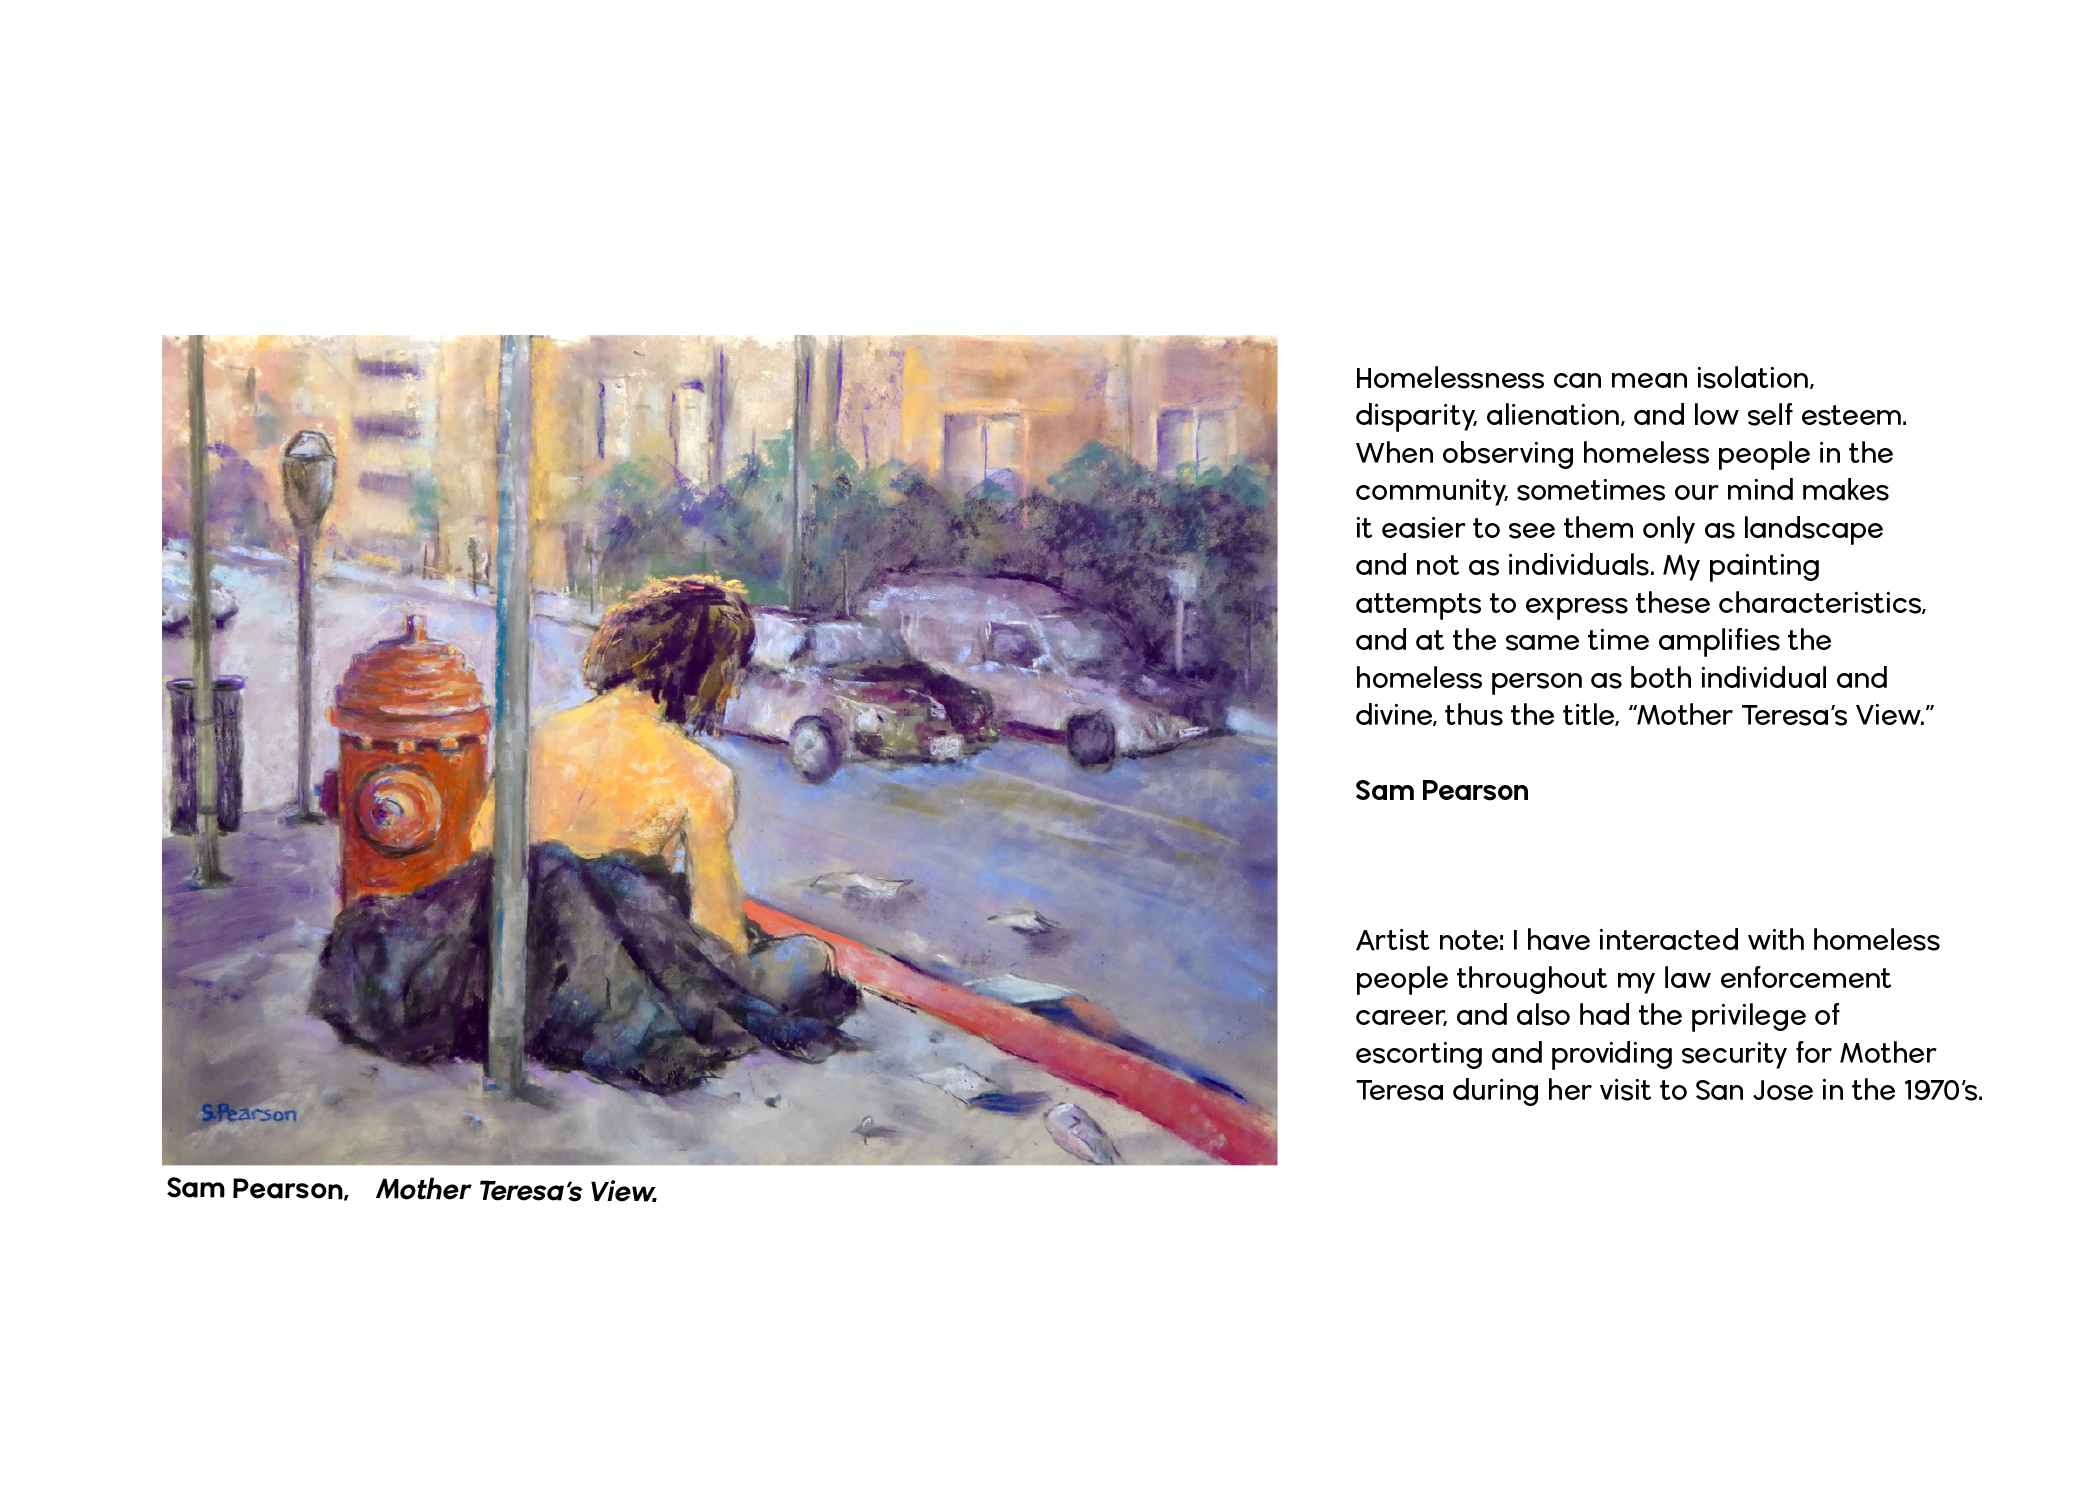 Homelessness can mean isolation,
disparity, alienation, and low self esteem.
When observing homeless people in the
community, sometimes our mind makes
it easier to see them only as landscape
and not as individuals. My painting
attempts to express these characteristics,
and at the same time amplifies the
homeless person as both individual and
divine, thus the title, “Mother Teresa’s View.”
Sam Pearson
Artist note: I have interacted with homeless
people throughout my law enforcement
career, and also had the privilege of
escorting and providing security for Mother
Teresa during her visit to San Jose in the 1970’s.
S.Pearson
Sam Pearson, Mother Teresa’s View.